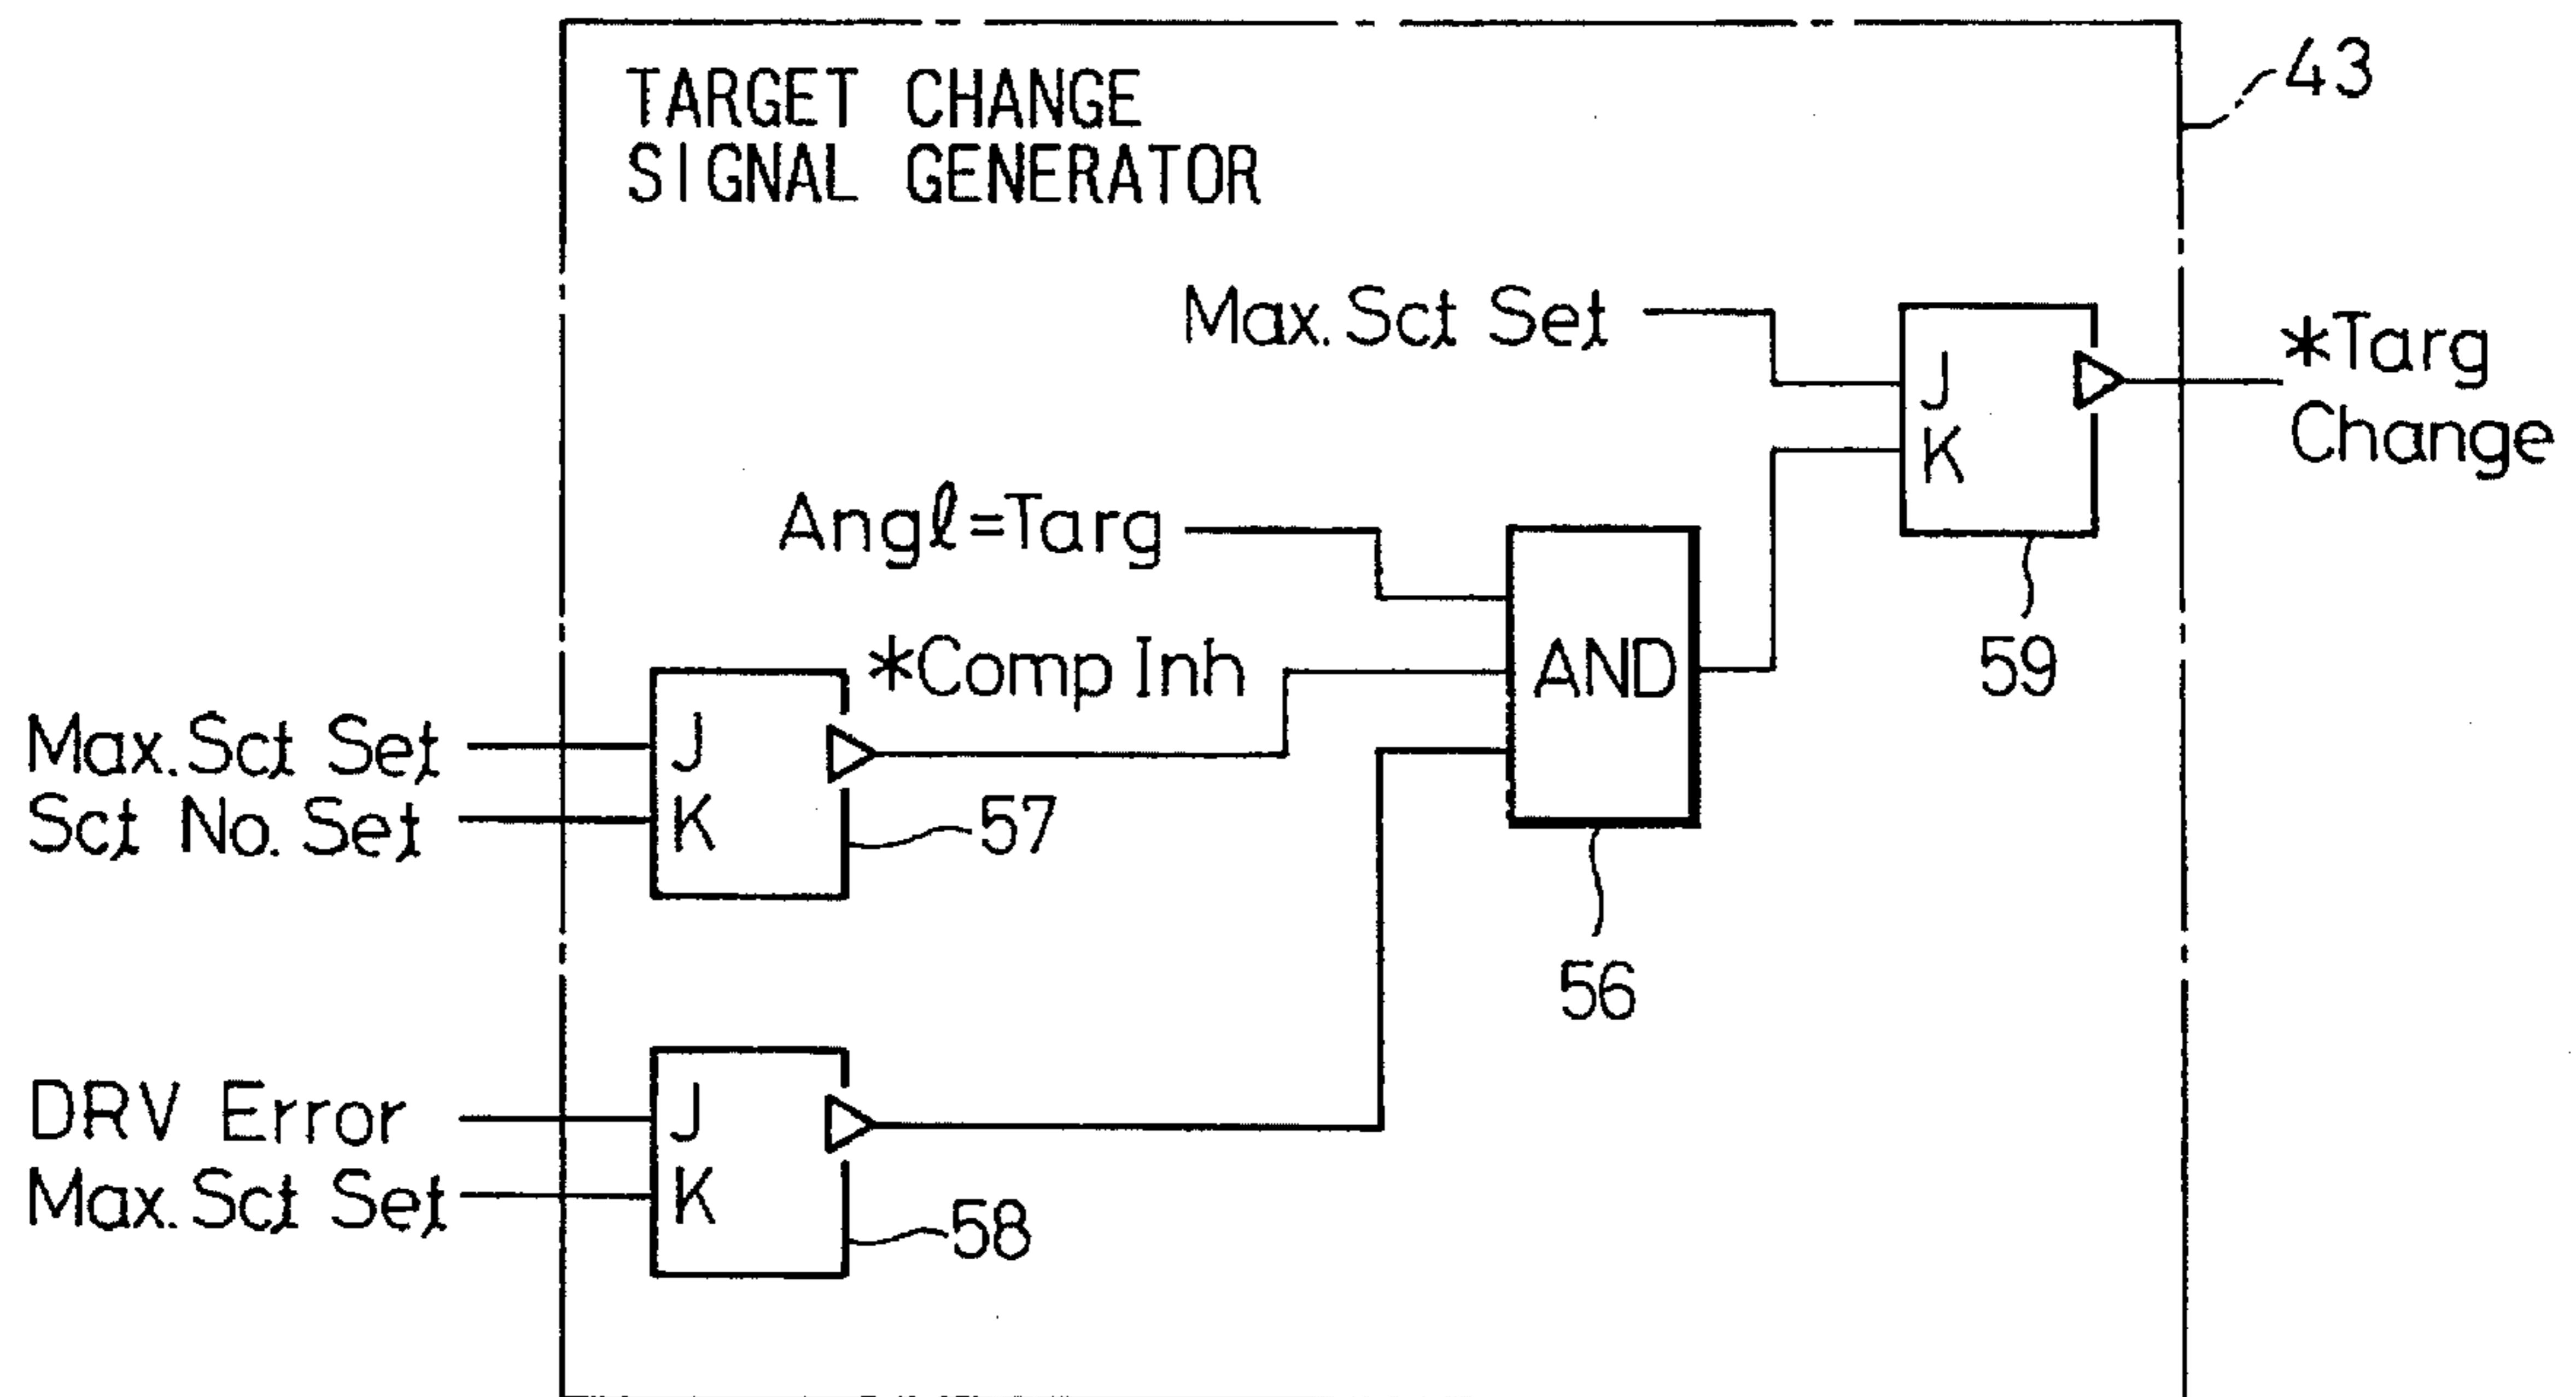 TARGET CHANGE
SIGNAL GENERATOR
43
Max. Sct Set
J
K
*Targ
Change
59
Angl=Targ
*Comp Inh
AND
56
Max. Sct Set
Sct No. Set
J
K
57
DRV Error
Max. Sct Set
J
K
58